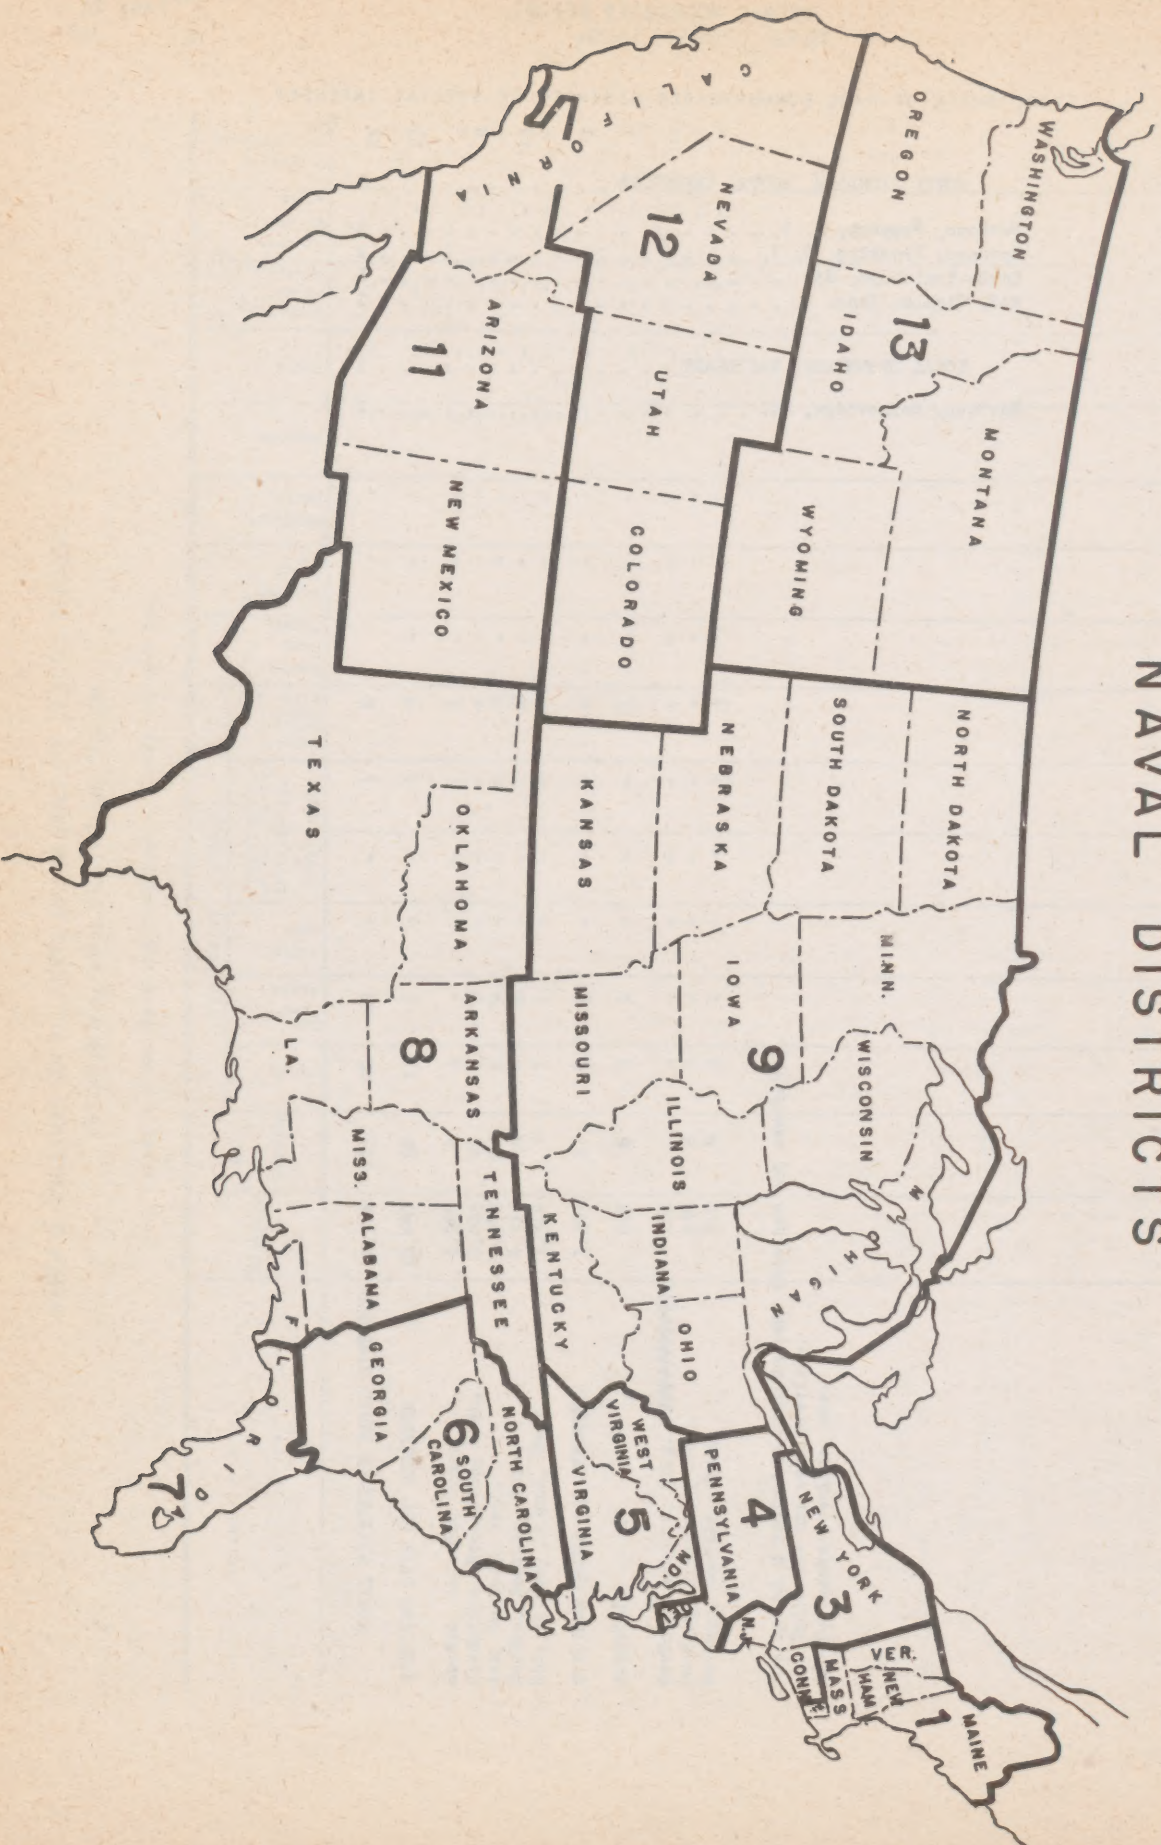 NAVAL DISTRICTS
WASHINGTON
OREGON
IDAHO
13
MONTANA
WYOMING
CALIFORNIA
NEVADA
12
UTAH
COLORADO
ARIZONA
11
NEW MEXICO
NORTH DAKOTA
SOUTH DAKOTA
NEBRASKA
KANSAS
MINN.
IOWA
9
MISSOURI
WISCONSIN
ILLINOIS
MICHIGAN
INDIANA
OHIO
KENTUCKY
TEXAS
OKLAHOMA
ARKANSAS
8
LA.
MISS.
ALABANA
TENNESSEE
GEORGIA
6
SOUTH
CAROLINA
NORTH CAROLINA
FLORIDA
7
WEST
VIRGINIA
VIRGINIA
5
MD.
PENNSYLVANIA
4
N.J.
NEW YORK
3
CONN.
MASS
VER.
NEW
HAM
1
MAINE